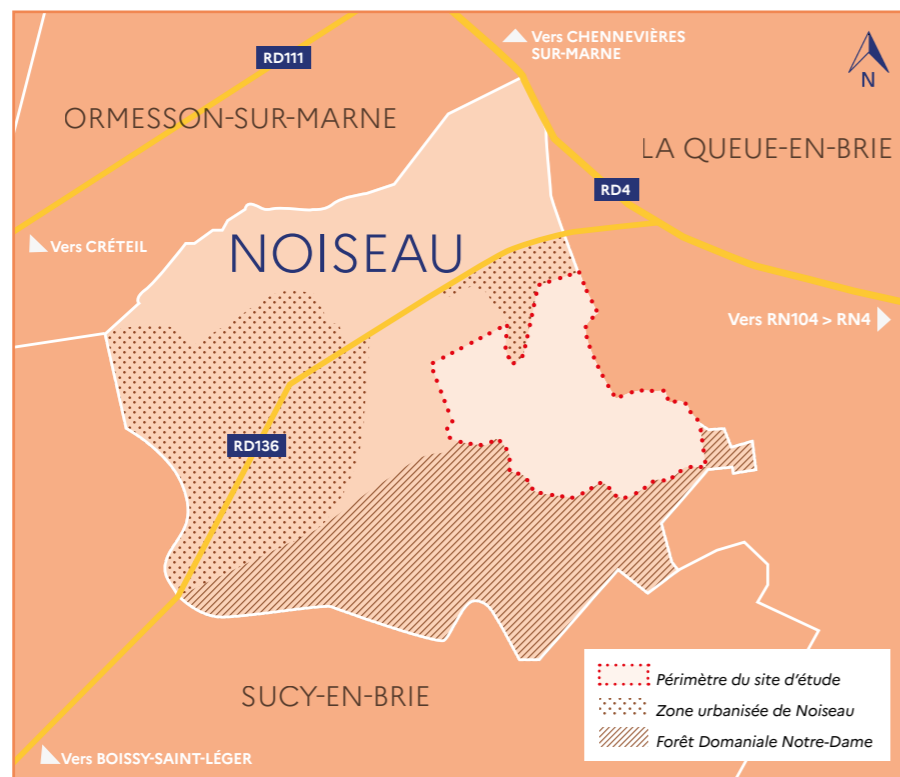 Vers CHENNEVIÈRES
SUR-MARNE
RD111
N
ORMESSON-SUR-MARNE
LA QUEUE-EN-BRIE
RD4
Vers CRÉTEIL
NOISEAU
Vers RN104 > RN4
RD136
SUCY-EN-BRIE
Périmètre du site d'étude
Zone urbanisée de Noiseau
Forêt Domaniale Notre-Dame
Vers BOISSY-SAINT-LÉGER